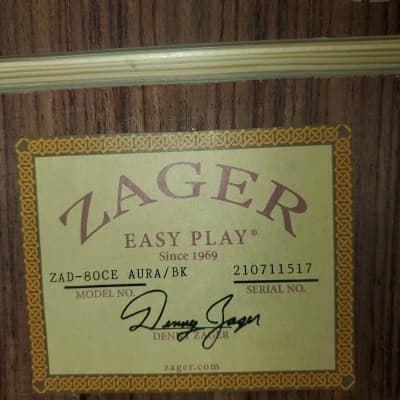 ZAGER
EASY PLAY®
Since 1969
ZAD-80CE AURA/BK 210711517
MODEL NO. SERIAL NO.
Denny Zager
DENNY ZAGER
zager.com